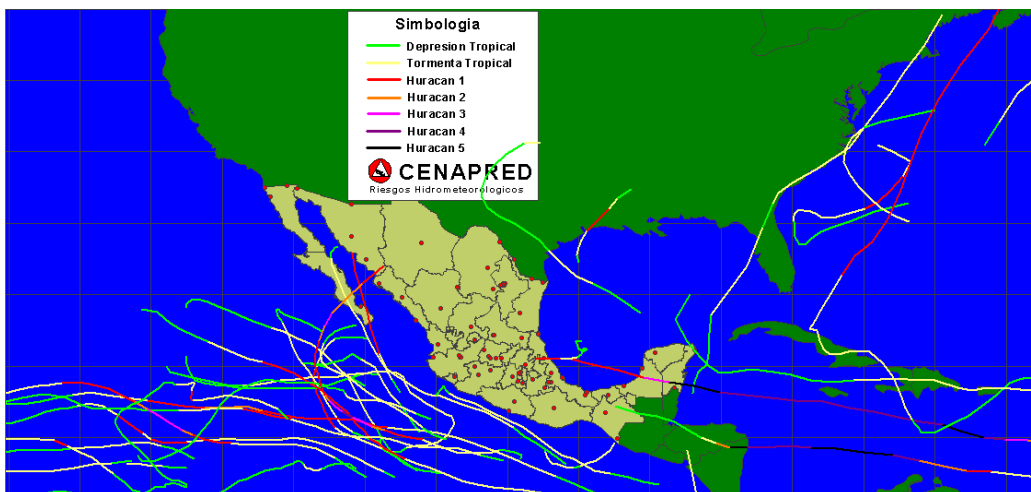 Simbologia
Depresion Tropical
Tormenta Tropical
Huracan 1
Huracan 2
Huracan 3
Huracan 4
Huracan 5
CENAPRED
Riesgos Hidrometeorologicos